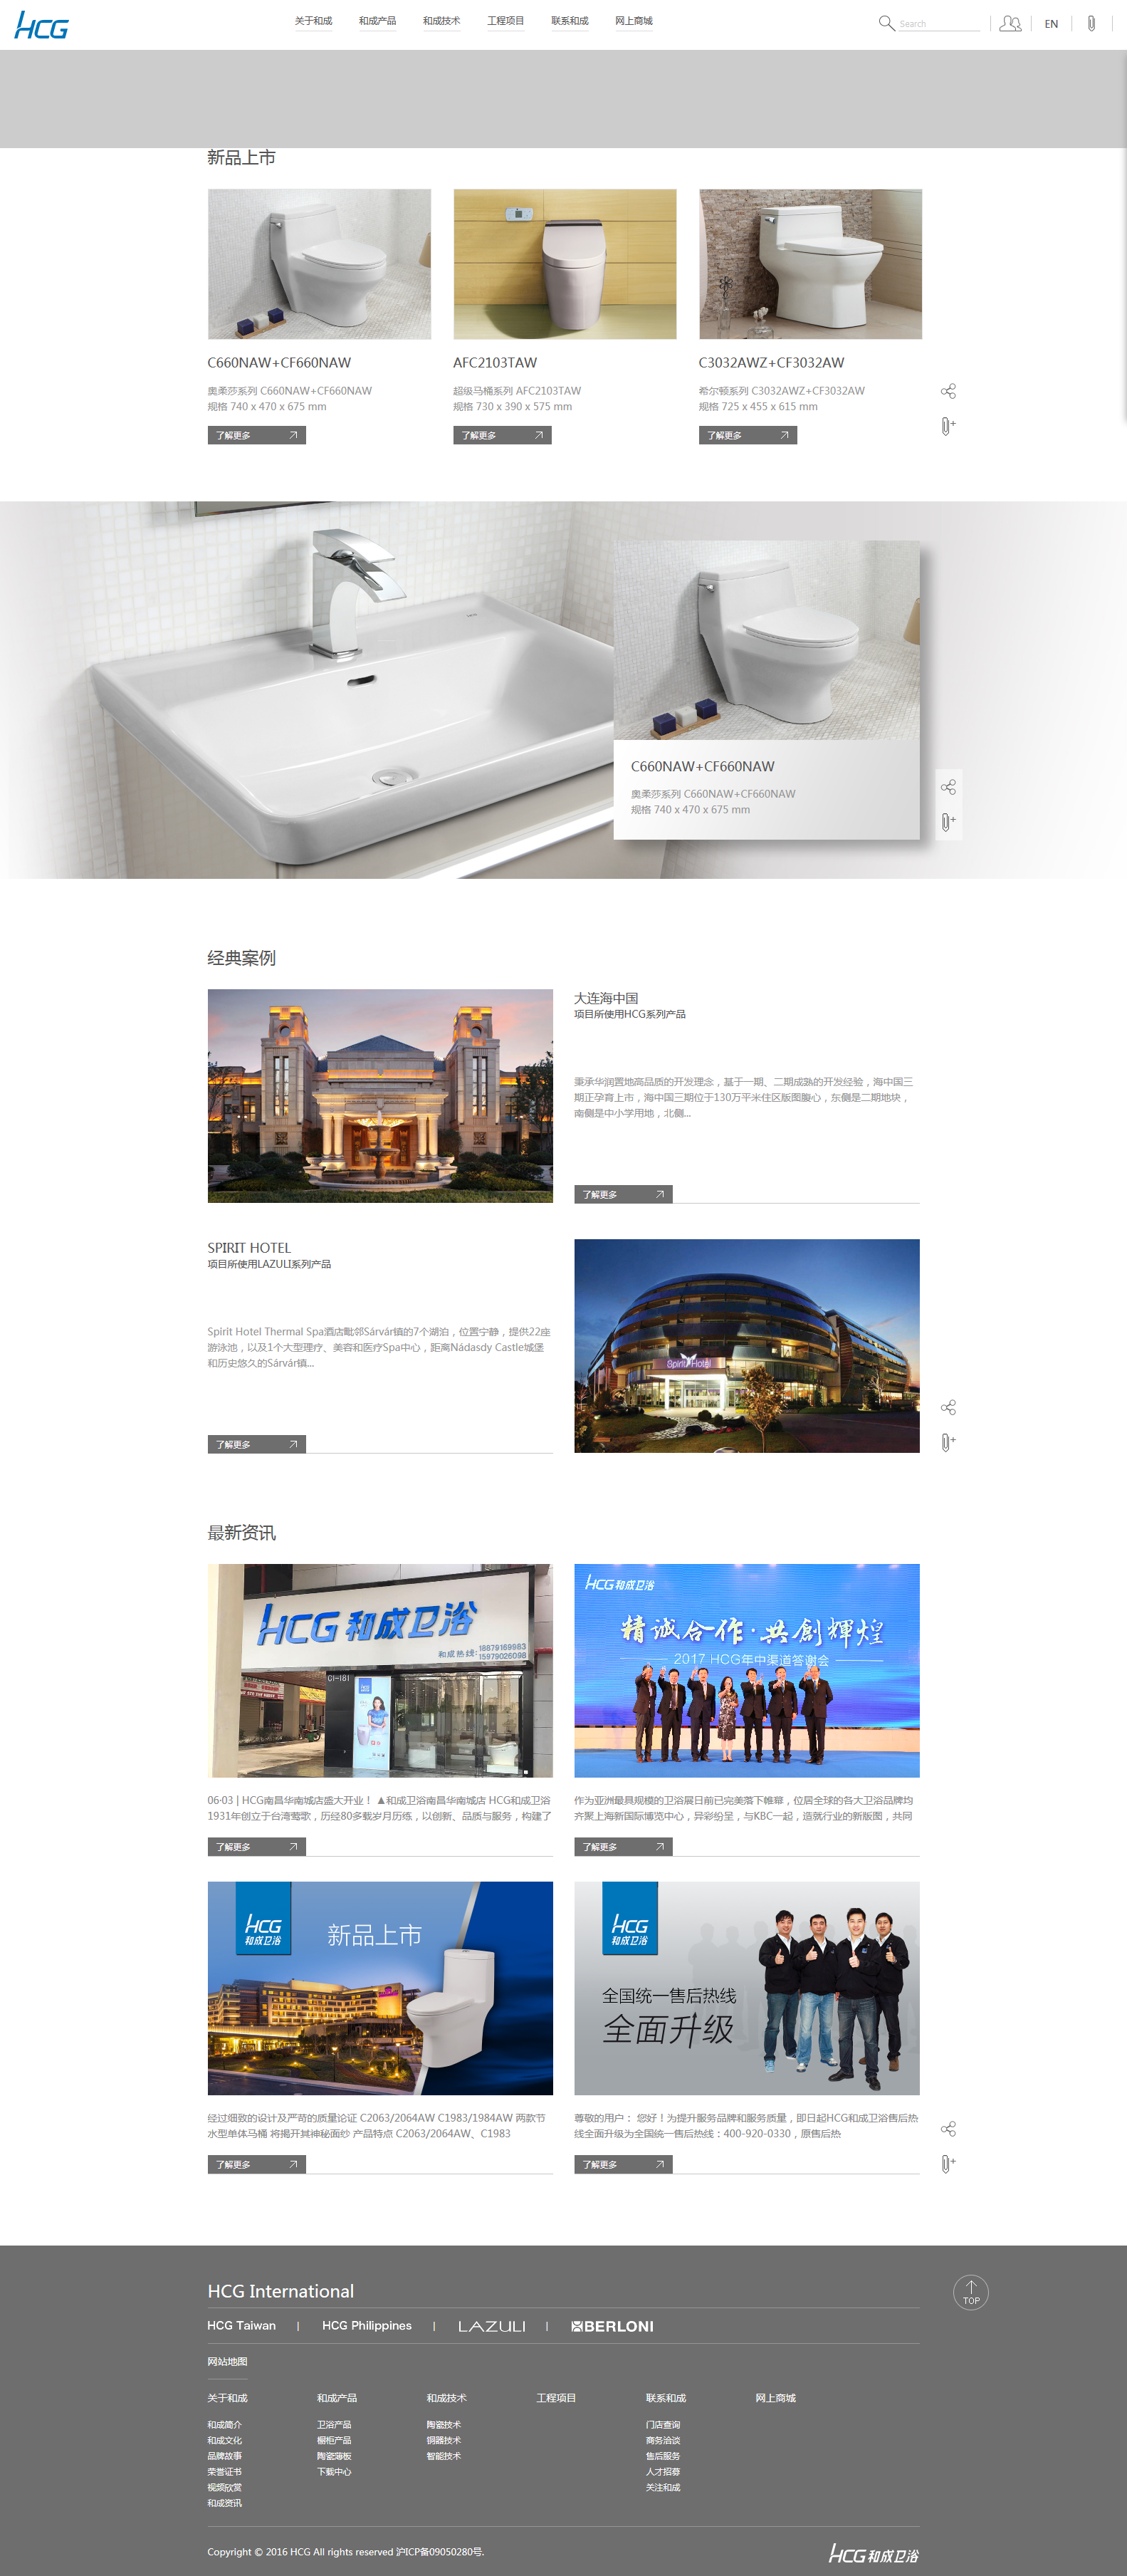 HCG
关于和成
和成产品
和成技术
工程项目
联系和成
网上商城
Search
EN
新品上市
C660NAW+CF660NAW
奥柔莎系列 C660NAW+CF660NAW
规格 740 x 470 x 675 mm
了解更多
AFC2103TAW
超级马桶系列 AFC2103TAW
规格 730 x 390 x 575 mm
了解更多
C3032AWZ+CF3032AW
希尔顿系列 C3032AWZ+CF3032AW
规格 725 x 455 x 615 mm
了解更多
C660NAW+CF660NAW
奥柔莎系列 C660NAW+CF660NAW
规格 740 x 470 x 675 mm
经典案例
大连海中国
项目所使用HCG系列产品
秉承华润置地高品质的开发理念，基于一期、二期成熟的开发经验，海中国三
期正孕育上市，海中国三期位于130万平米住区版图腹心，东侧是二期地块，
南侧是中小学用地，北侧...
了解更多
SPIRIT HOTEL
项目所使用LAZULI系列产品
Spirit Hotel Thermal Spa酒店毗邻Sárvár镇的7个湖泊，位置宁静，提供22座
游泳池，以及1个大型理疗、美容和医疗Spa中心，距离Nádasdy Castle城堡
和历史悠久的Sárvár镇...
了解更多
Spirit Hotel
最新资讯
HCG 和成卫浴
和成热线: 18879169983
15979026098
C1-181
HCG 和成卫浴
精诚合作·共創輝煌
2017 HCG年中渠道答谢会
06-03 | HCG南昌华南城店盛大开业！ ▲和成卫浴南昌华南城店 HCG和成卫浴
1931年创立于台湾莺歌，历经80多载岁月历练，以创新、品质与服务，构建了
了解更多
作为亚洲最具规模的卫浴展日前已完美落下帷幕，位居全球的各大卫浴品牌均
齐聚上海新国际博览中心，异彩纷呈，与KBC一起，造就行业的新版图，共同
了解更多
HCG
和成卫浴
新品上市
HCG
和成卫浴
全国统一售后热线
全面升级
经过细致的设计及严苛的质量论证 C2063/2064AW C1983/1984AW 两款节
水型单体马桶 将揭开其神秘面纱 产品特点 C2063/2064AW、C1983
了解更多
尊敬的用户： 您好！为提升服务品牌和服务质量，即日起HCG和成卫浴售后热
线全面升级为全国统一售后热线：400-920-0330，原售后热
了解更多
HCG International
TOP
HCG Taiwan | HCG Philippines | LAZULI | BERLONI
网站地图
关于和成
和成简介
和成文化
品牌故事
荣誉证书
视频欣赏
和成资讯
和成产品
卫浴产品
橱柜产品
陶瓷薄板
下载中心
和成技术
陶瓷技术
铜器技术
智能技术
工程项目
联系和成
门店查询
商务洽谈
售后服务
人才招募
关注和成
网上商城
Copyright © 2016 HCG All rights reserved 沪ICP备09050280号.
HCG 和成卫浴